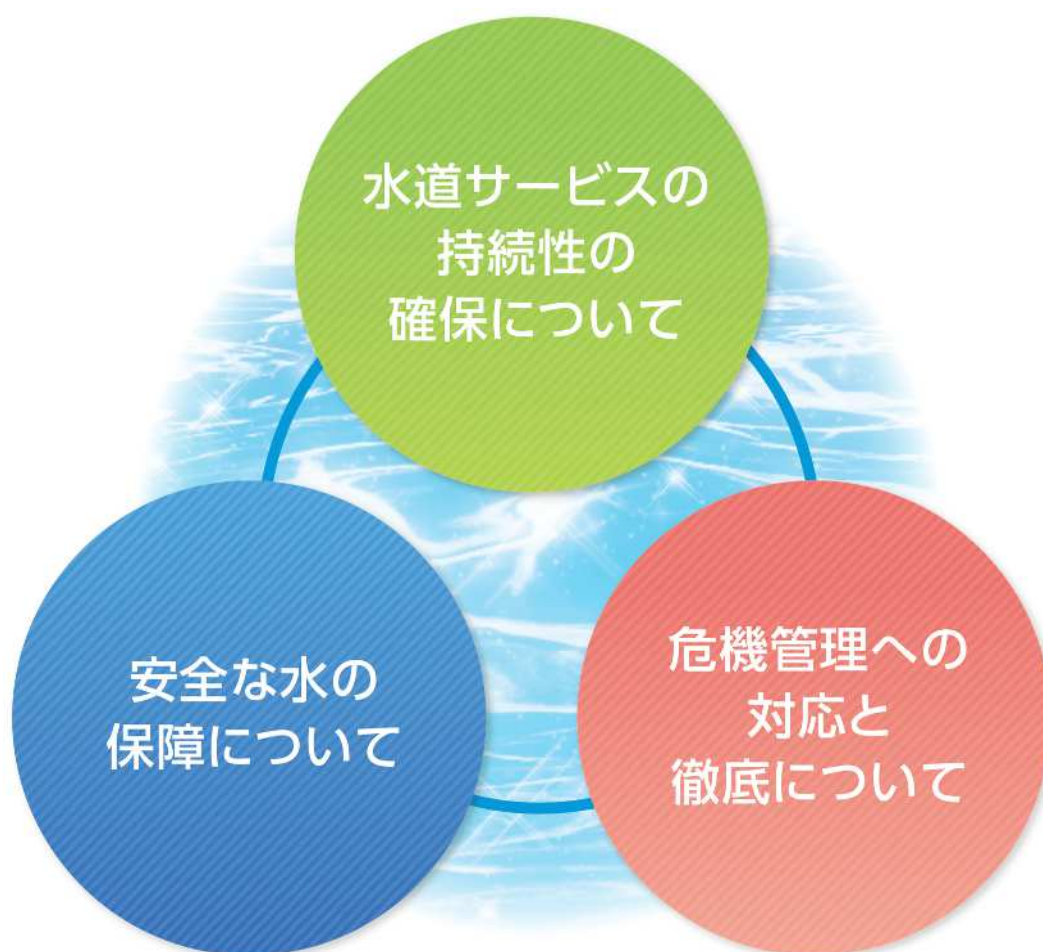 水道サービスの
持続性の
確保について
安全な水の
保障について
危機管理への
対応と
徹底について